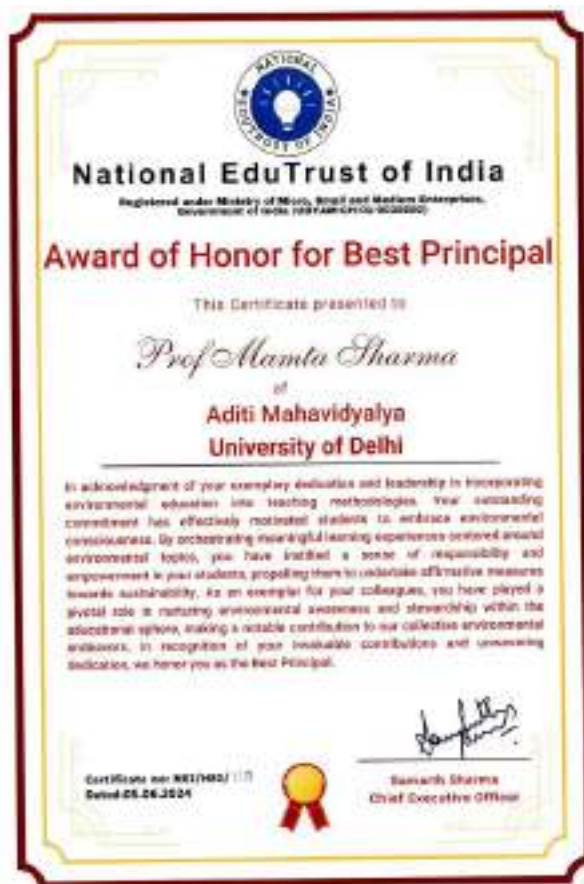 NATIONAL
EDUTRUST OF INDIA
National EduTrust of India
Registered under Ministry of Micro, Small and Medium Enterprises,
Government of India
Award of Honor for Best Principal
This Certificate presented to
Prof Mamta Sharma
of
Aditi Mahavidyalya
University of Delhi
In acknowledgment of your exemplary dedication and leadership in incorporating
environmental education into teaching methodologies. Your outstanding
commitment has effectively motivated students to embrace environmental
consciousness. By orchestrating meaningful learning experiences centered around
environmental topics, you have instilled a sense of responsibility and
empowerment in your students, propelling them to undertake affirmative measures
towards sustainability. As an exemplar for your colleagues, you have played a
pivotal role in nurturing environmental awareness and stewardship within the
educational sphere, making a notable contribution to our collective environmental
endeavors. In recognition of your invaluable contributions and unwavering
dedication, we honor you as the Best Principal.
Certificate no:
Dated:05.06.2024
Samarth Sharma
Chief Executive Officer